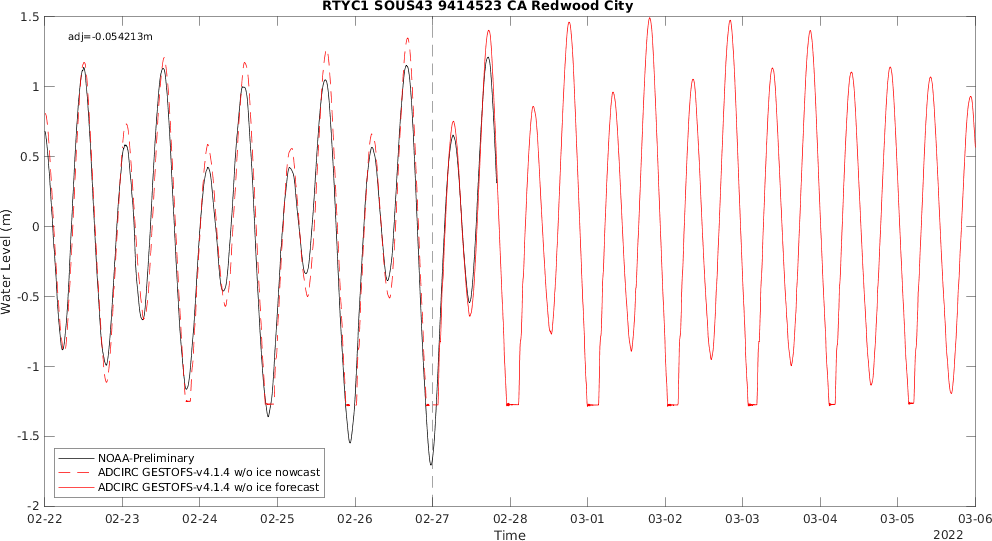 RTYC1 SOUS43 9414523 CA Redwood City
adj=-0.054213m
Water Level (m)
1.5
1
0.5
0
-0.5
-1
-1.5
-2
NOAA-Preliminary
ADCIRC GESTOFS-v4.1.4 w/o ice nowcast
ADCIRC GESTOFS-v4.1.4 w/o ice forecast
02-22 02-23 02-24 02-25 02-26 02-27 02-28 03-01 03-02 03-03 03-04 03-05 03-06
Time
2022